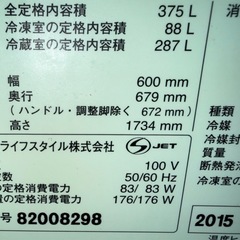 全定格内容積 375 L 消
冷凍室の定格内容積 88 L
冷蔵室の定格内容積 287 L
幅 600 mm
奥行 679 mm
(ハンドル・調整脚除く 672 mm)
高さ 1734 mm 種類
冷媒
ライフスタイル株式会社 S JET 冷媒封
100 V 質量
数 50/60 Hz 断熱発泡
の定格消費電力 83/ 83 W 冷凍室の
の定格消費電力 176/176 W
号 82008298 2015